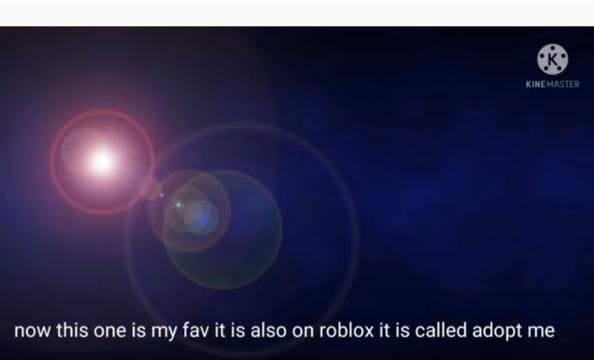 K
KINEMASTER
now this one is my fav it is also on roblox it is called adopt me